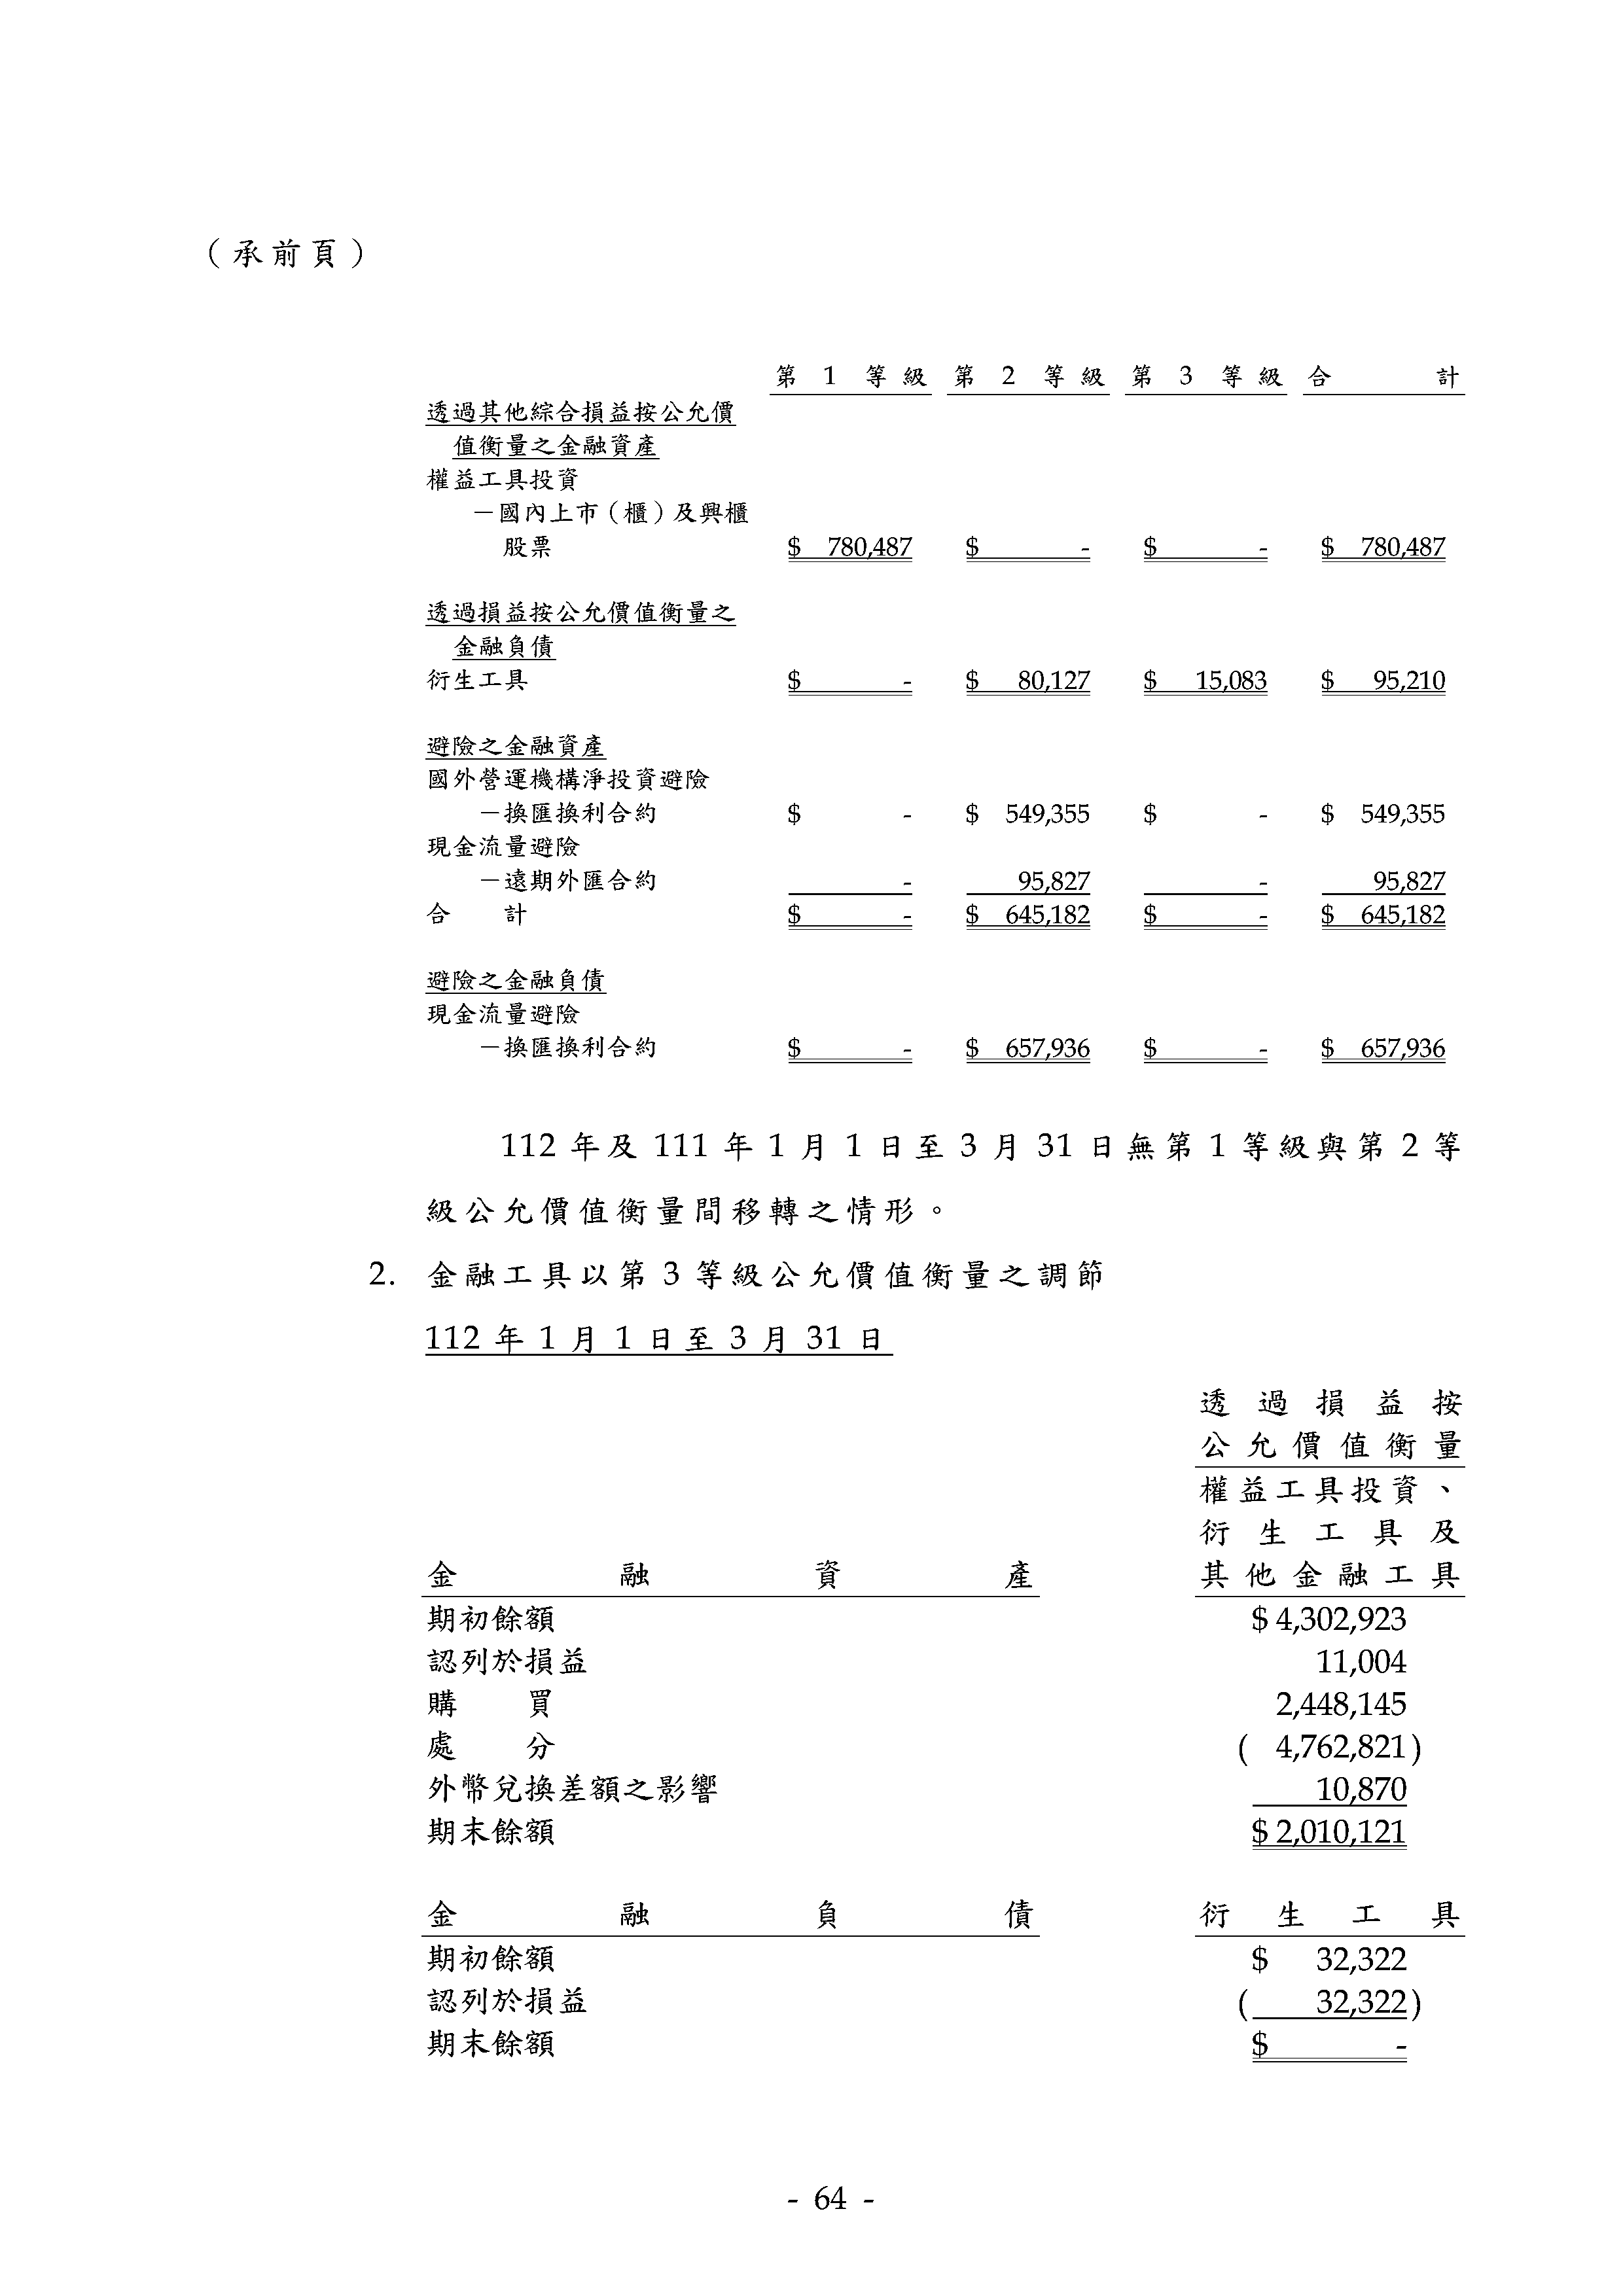 （承前頁）
第 1 等級 第 2 等級 第 3 等級 合 計
透過其他綜合損益按公允價
值衡量之金融資產
權益工具投資
－國內上市（櫃）及興櫃
股票 $ 780,487 $ - $ - $ 780,487
透過損益按公允價值衡量之
金融負債
衍生工具 $ - $ 80,127 $ 15,083 $ 95,210
避險之金融資產
國外營運機構淨投資避險
－換匯換利合約 $ - $ 549,355 $ - $ 549,355
現金流量避險
－遠期外匯合約 - 95,827 - 95,827
合 計 $ - $ 645,182 $ - $ 645,182
避險之金融負債
現金流量避險
－換匯換利合約 $ - $ 657,936 $ - $ 657,936
112 年及 111 年 1 月 1 日至 3 月 31 日無第 1 等級與第 2 等
級公允價值衡量間移轉之情形。
2. 金融工具以第 3 等級公允價值衡量之調節
112 年 1 月 1 日至 3 月 31 日
透過損益按
公允價值衡量
權益工具投資、
衍生工具及
金 融 資 產 其他金融工具
期初餘額 $ 4,302,923
認列於損益 11,004
購 買 2,448,145
處 分 ( 4,762,821)
外幣兌換差額之影響 10,870
期末餘額 $ 2,010,121
金 融 負 債 衍 生 工 具
期初餘額 $ 32,322
認列於損益 ( 32,322)
期末餘額 $ -
- 64 -